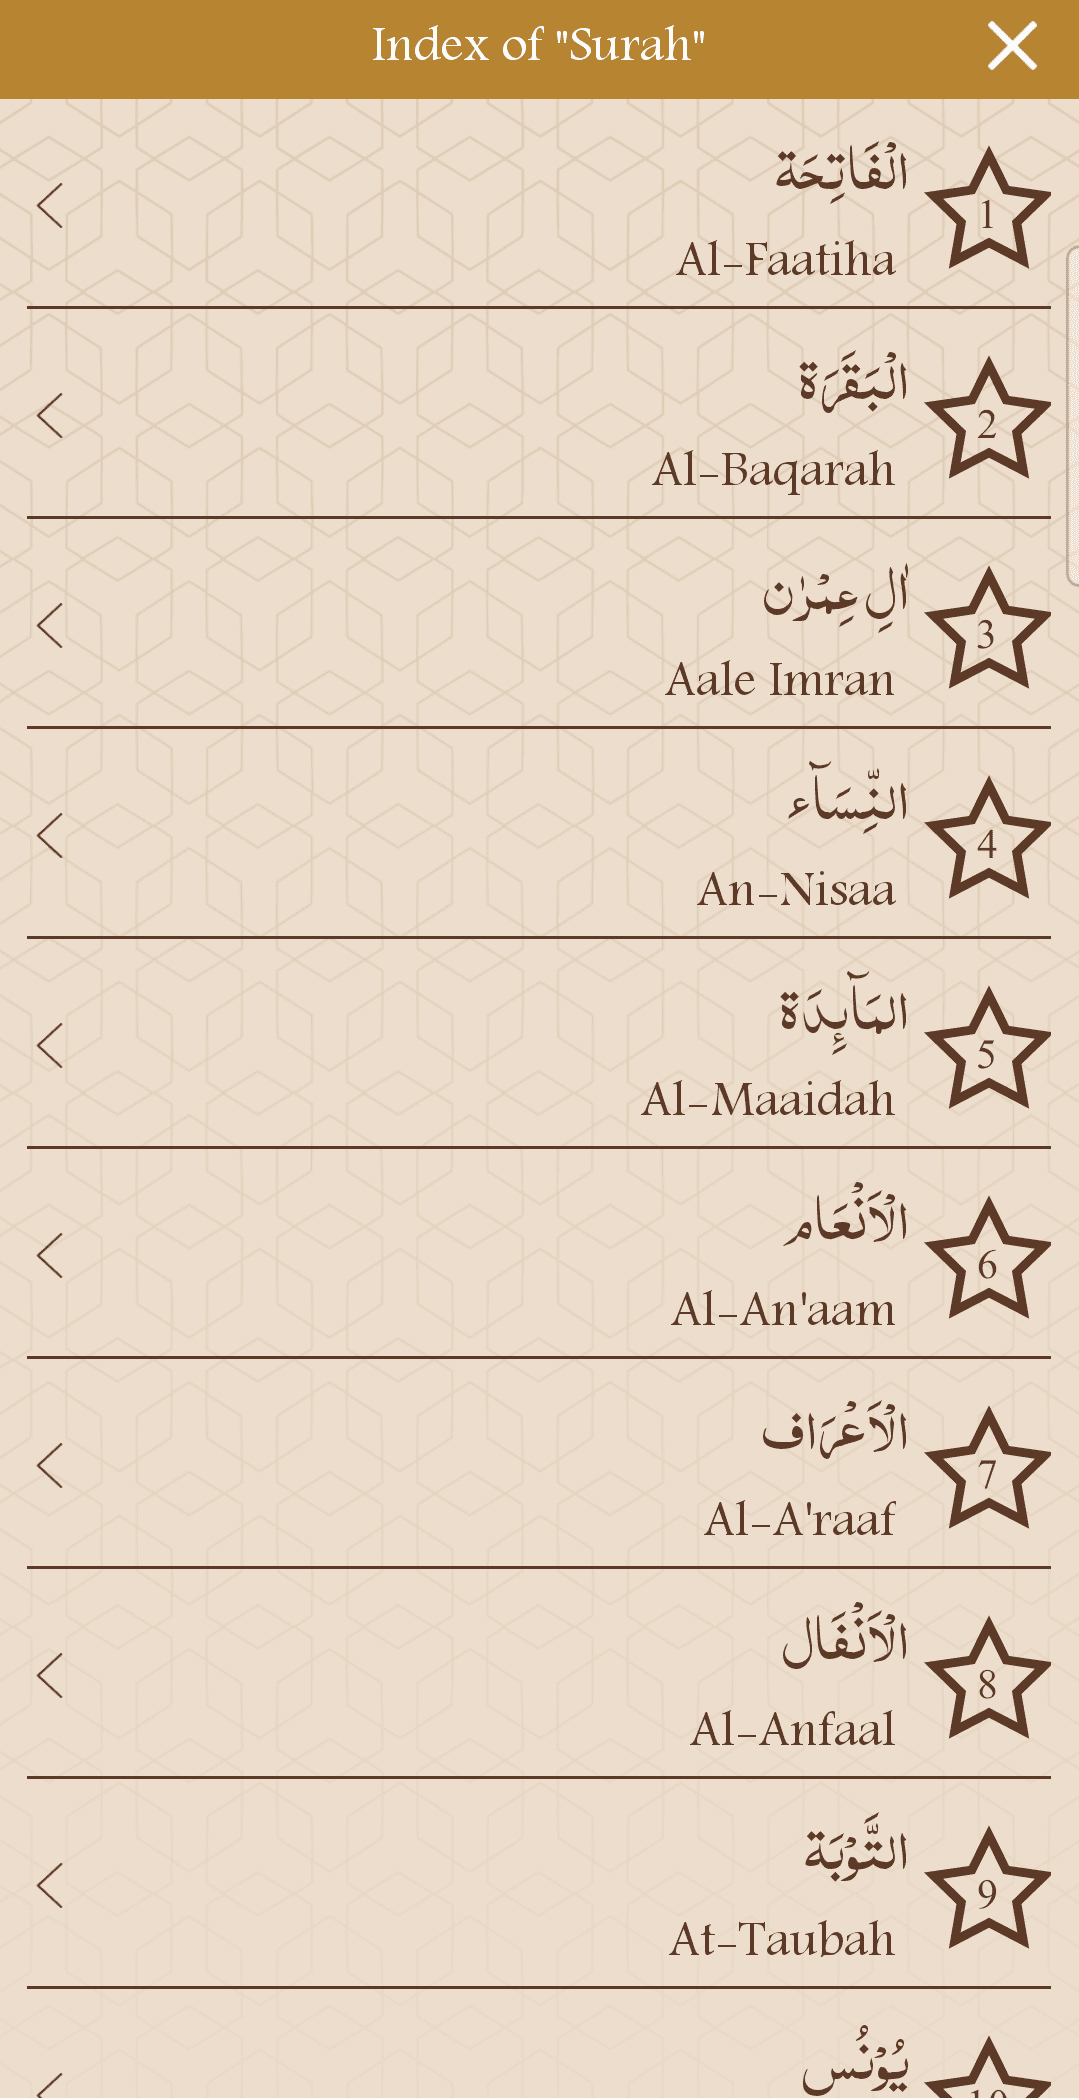 Index of "Surah"
الْفَاتِحَة
1
Al-Faatiha
الْبَقَرَة
2
Al-Baqarah
اٰلِ عِمْرٰن
3
Aale Imran
النِّسَآء
4
An-Nisaa
المَآئِدَة
5
Al-Maaidah
الْاَنْعَام
6
Al-An'aam
الْاَعْرَاف
7
Al-A'raaf
الْاَنْفَال
8
Al-Anfaal
التَّوْبَة
9
At-Taubah
يُوْنُس
10